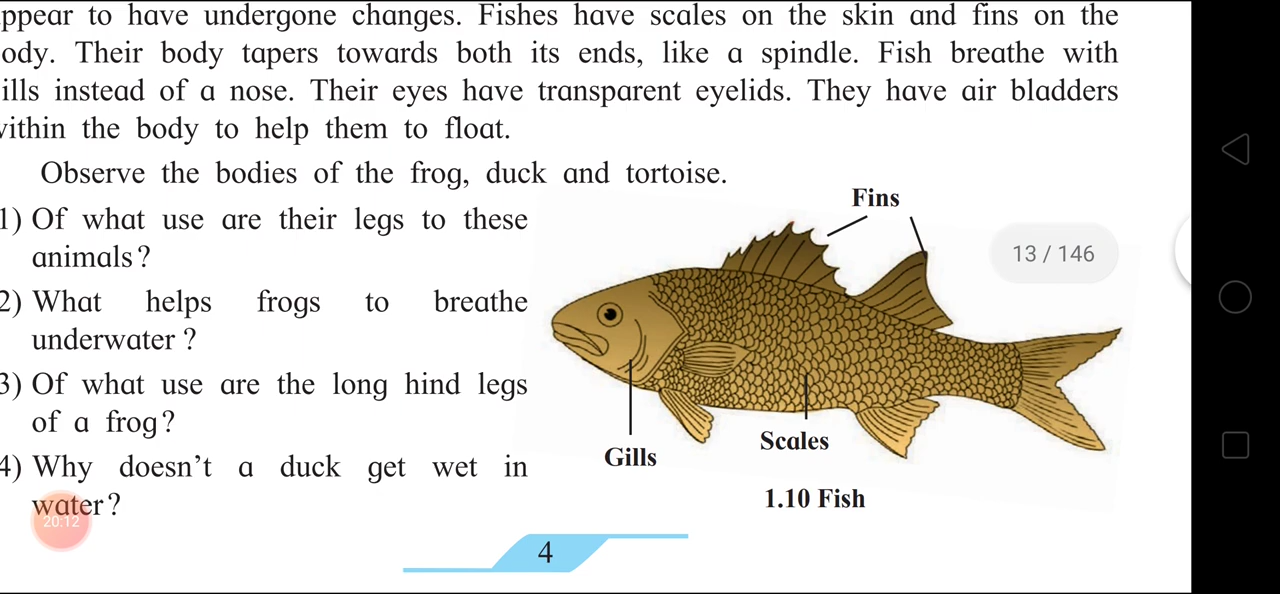 ppear to have undergone changes. Fishes have scales on the skin and fins on the
ody. Their body tapers towards both its ends, like a spindle. Fish breathe with
ills instead of a nose. Their eyes have transparent eyelids. They have air bladders
within the body to help them to float.
Observe the bodies of the frog, duck and tortoise.
1) Of what use are their legs to these
animals?
2) What helps frogs to breathe
underwater ?
3) Of what use are the long hind legs
of a frog?
4) Why doesn't a duck get wet in
water?
20:12
Fins
13 / 146
Gills
Scales
1.10 Fish
4